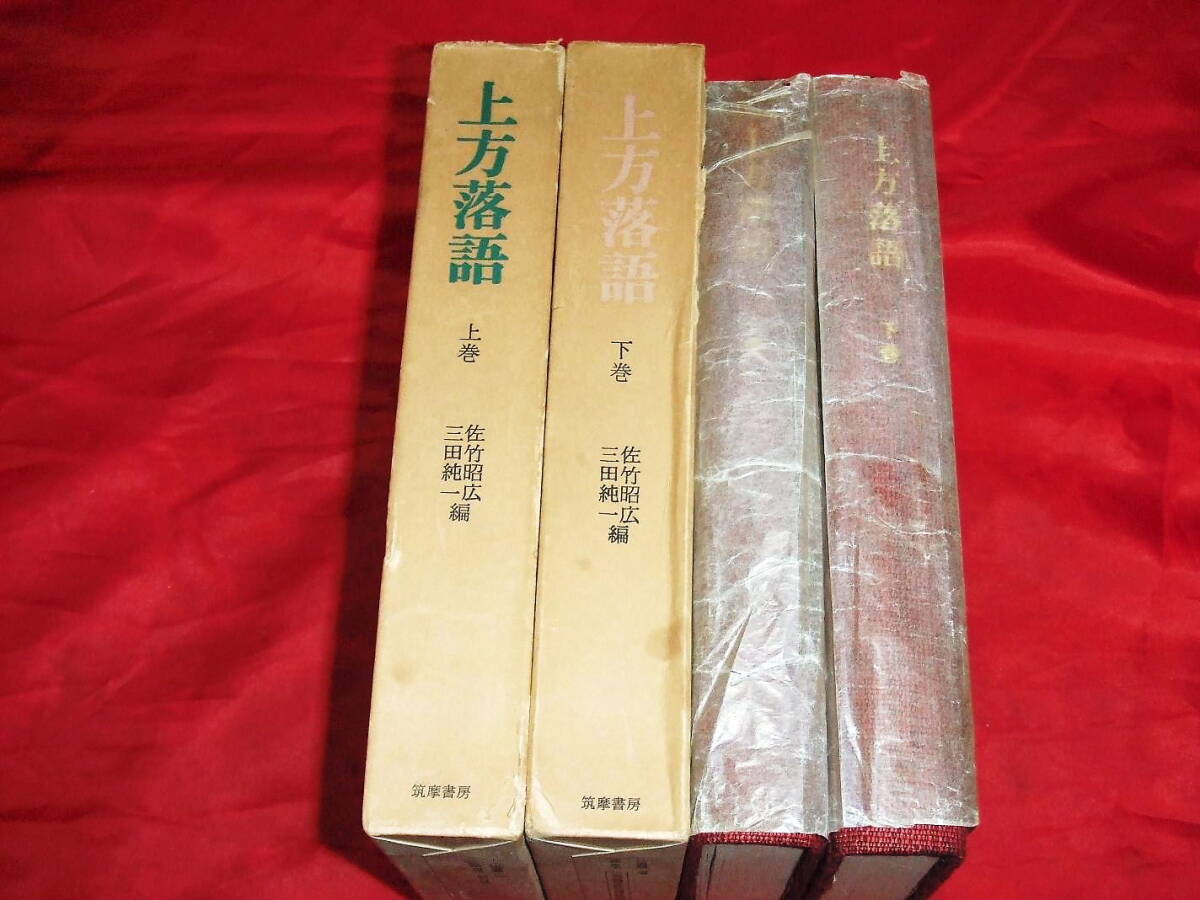 上方落語
上巻
佐竹昭広
三田純一編
筑摩書房
上方落語
下巻
佐竹昭広
三田純一編
筑摩書房
上方落語
下巻